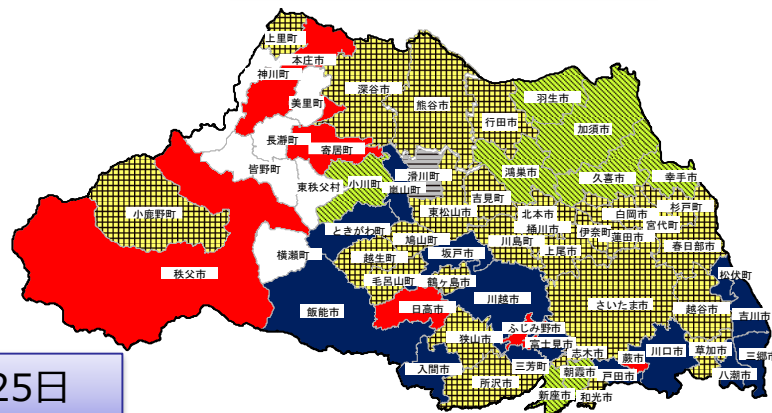 上里町
本庄市
神川町
美里町
深谷市
熊谷市
羽生市
行田市
加須市
長瀞町
寄居町
皆野町
東秩父村
小川町
滑川町
嵐山町
鴻巣市
久喜市
幸手市
小鹿野町
吉見町
東松山市
北本市
桶川市
伊奈町
白岡市
蓮田市
杉戸町
宮代町
春日部市
ときがわ町
鳩山町
川島町
上尾市
横瀬町
越生町
坂戸市
秩父市
毛呂山町
鶴ヶ島市
松伏町
飯能市
日高市
川越市
さいたま市
越谷市
吉川市
ふじみ野市
富士見市
狭山市
志木市
三芳町
蕨市
川口市
草加市
三郷市
入間市
所沢市
朝霞市
戸田市
八潮市
新座市
和光市
25日